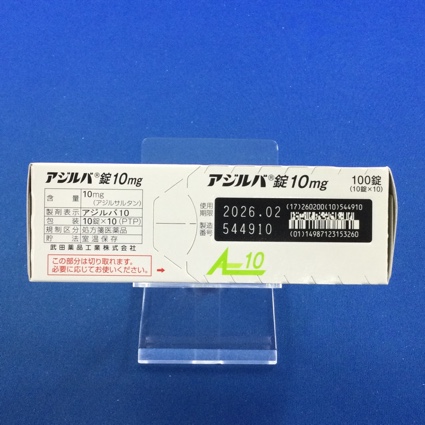 アジルバ®錠10mg
含量 10mg
(アジルサルタン)
製剤表示 アジルバ10
包装 10錠×10(PTP)
規制区分 処方箋医薬品
貯法 室温保存
武田薬品工業株式会社
この部分は切り取れます。
必要に応じてお使いください。
→
アジルバ®錠10mg
100錠
(10錠×10)
使用期限 2026.02
製造番号 544910
(17)260200(10)544910
(01)14987123153260
A 10